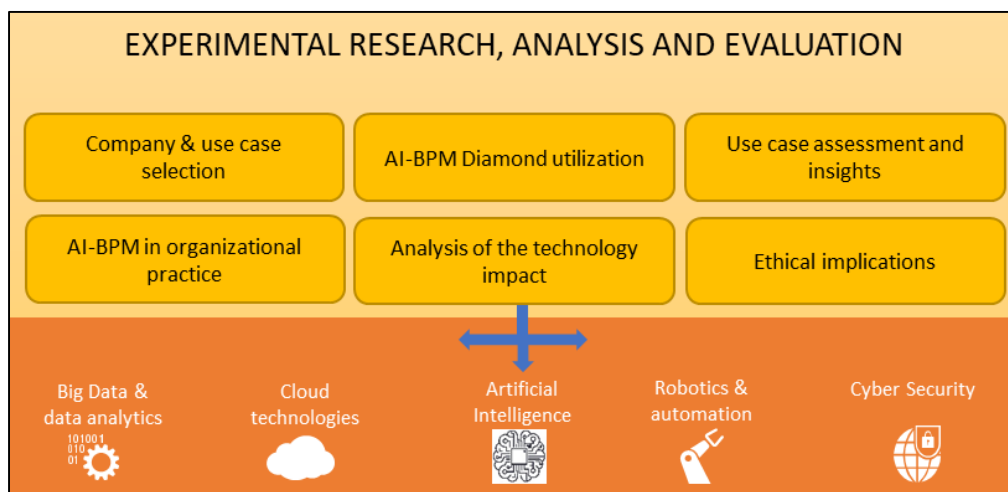 EXPERIMENTAL RESEARCH, ANALYSIS AND EVALUATION
Company & use case
selection
AI-BPM Diamond utilization
Use case assessment and
insights
AI-BPM in organizational
practice
Analysis of the technology
impact
Ethical implications
Big Data &
data analytics
101001
010
01
Cloud
technologies
Artificial
Intelligence
Robotics &
automation
Cyber Security